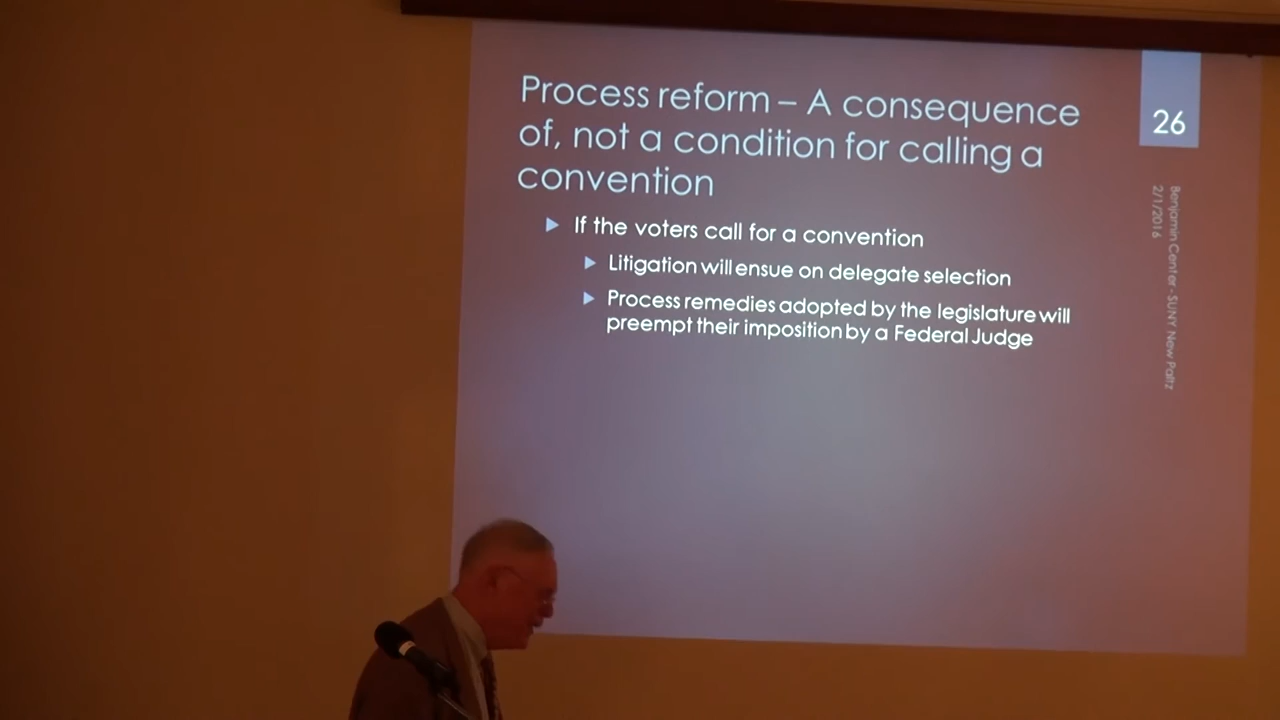 Process reform – A consequence
of, not a condition for calling a
convention
26
If the voters call for a convention
Litigation will ensue on delegate selection
Process remedies adopted by the legislature will
preempt their imposition by a Federal Judge
Benjamin Center - SUNY New Paltz
2/1/2016